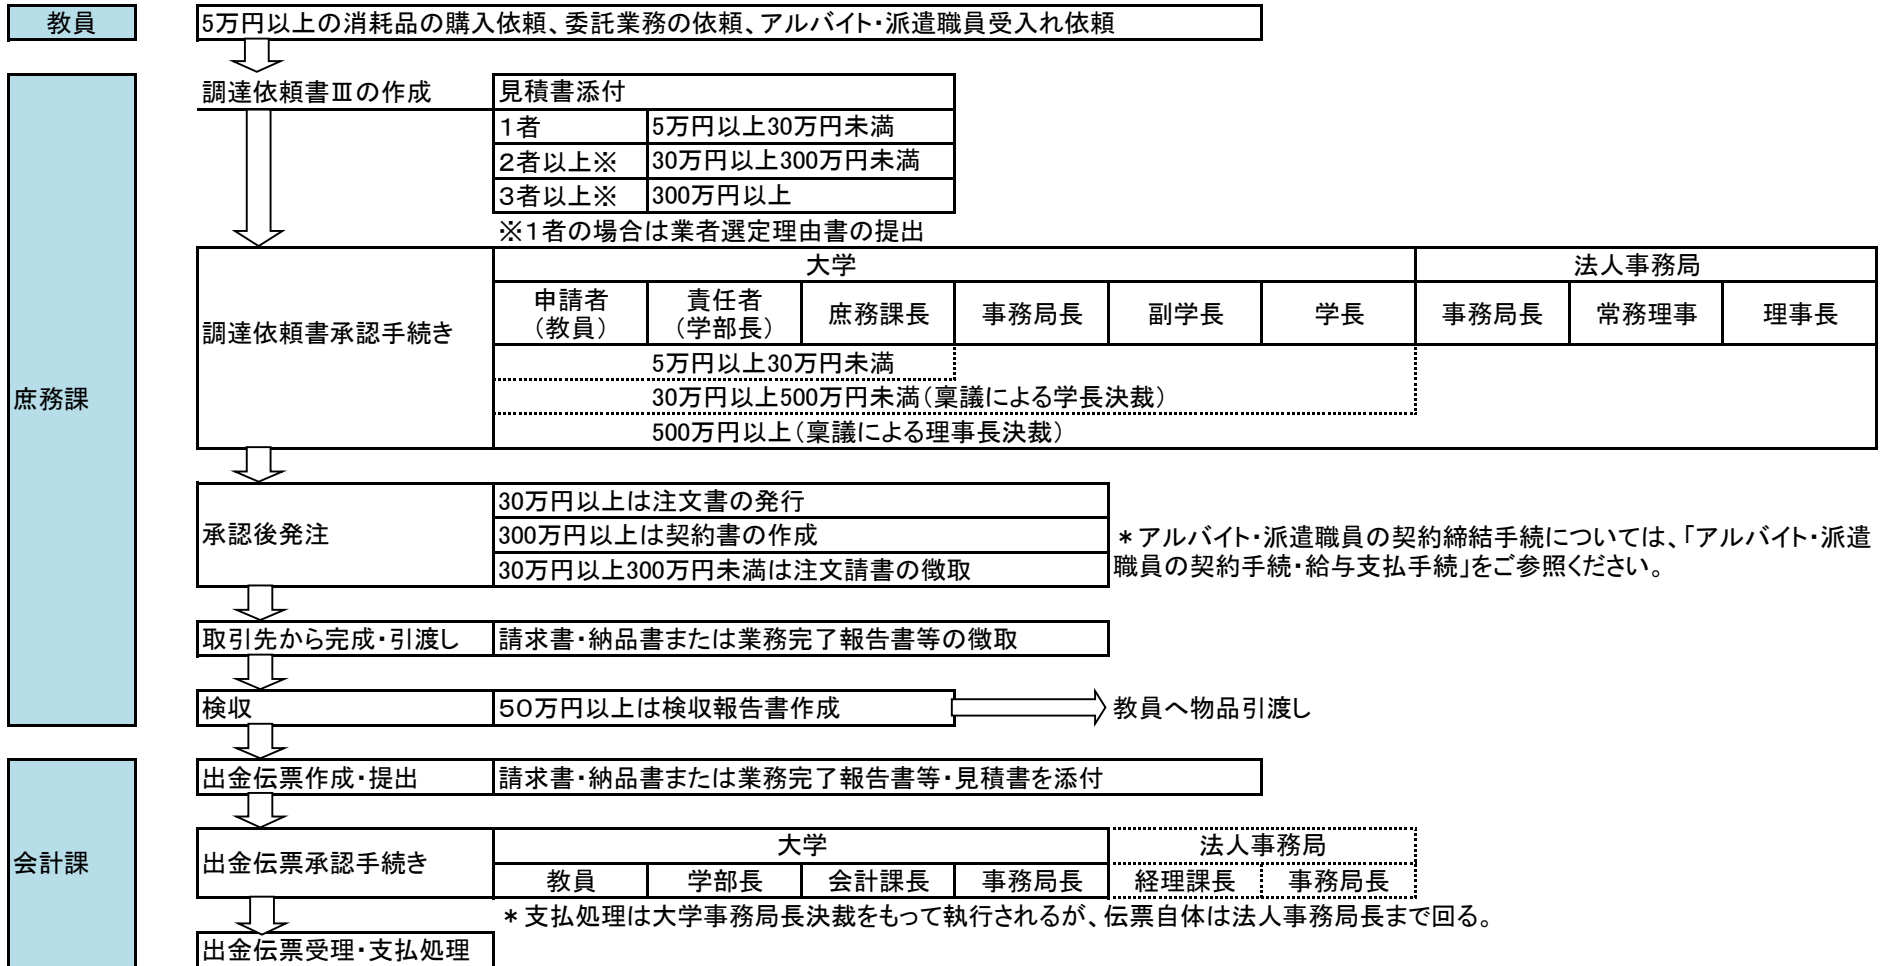 教員
5万円以上の消耗品の購入依頼、委託業務の依頼、アルバイト・派遣職員受入れ依頼
庶務課
調達依頼書Ⅲの作成
見積書添付
1者 5万円以上30万円未満
2者以上※ 30万円以上300万円未満
3者以上※ 300万円以上
※1者の場合は業者選定理由書の提出
調達依頼書承認手続き
大学 法人事務局
申請者
（教員）
責任者
（学部長）
庶務課長
事務局長
副学長
学長
事務局長
常務理事
理事長
5万円以上30万円未満
30万円以上500万円未満（稟議による学長決裁）
500万円以上（稟議による理事長決裁）
承認後発注
30万円以上は注文書の発行
300万円以上は契約書の作成
30万円以上300万円未満は注文請書の徴取
＊アルバイト・派遣職員の契約締結手続については、「アルバイト・派遣
職員の契約手続・給与支払手続」をご参照ください。
取引先から完成・引渡し 請求書・納品書または業務完了報告書等の徴取
検収 50万円以上は検収報告書作成 教員へ物品引渡し
会計課
出金伝票作成・提出 請求書・納品書または業務完了報告書等・見積書を添付
出金伝票承認手続き
大学 法人事務局
教員 学部長 会計課長 事務局長 経理課長 事務局長
＊支払処理は大学事務局長決裁をもって執行されるが、伝票自体は法人事務局長まで回る。
出金伝票受理・支払処理